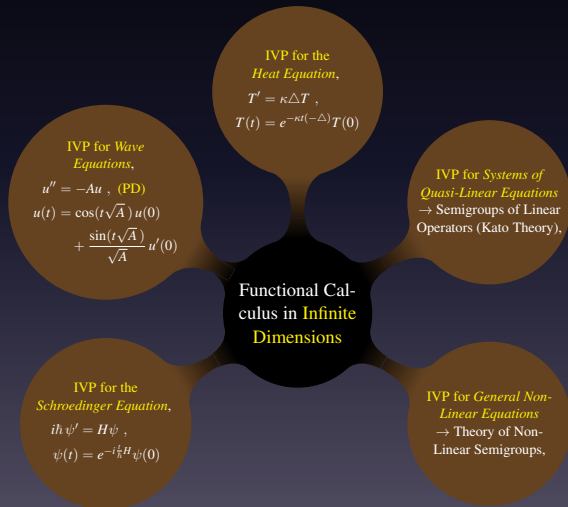 IVP for the
Heat Equation,
T′ = κ△T ,
T(t) = e^{−κt(−△)}T(0)
IVP for Wave
Equations,
u″ = −Au , (PD)
u(t) = cos(t√A) u(0)
+ sin(t√A)/√A u′(0)
IVP for Systems of
Quasi-Linear Equations
→ Semigroups of Linear
Operators (Kato Theory),
Functional Cal-
culus in Infinite
Dimensions
IVP for the
Schroedinger Equation,
iℏ ψ′ = Hψ ,
ψ(t) = e^{−i(t/ℏ)H}ψ(0)
IVP for General Non-
Linear Equations
→ Theory of Non-
Linear Semigroups,